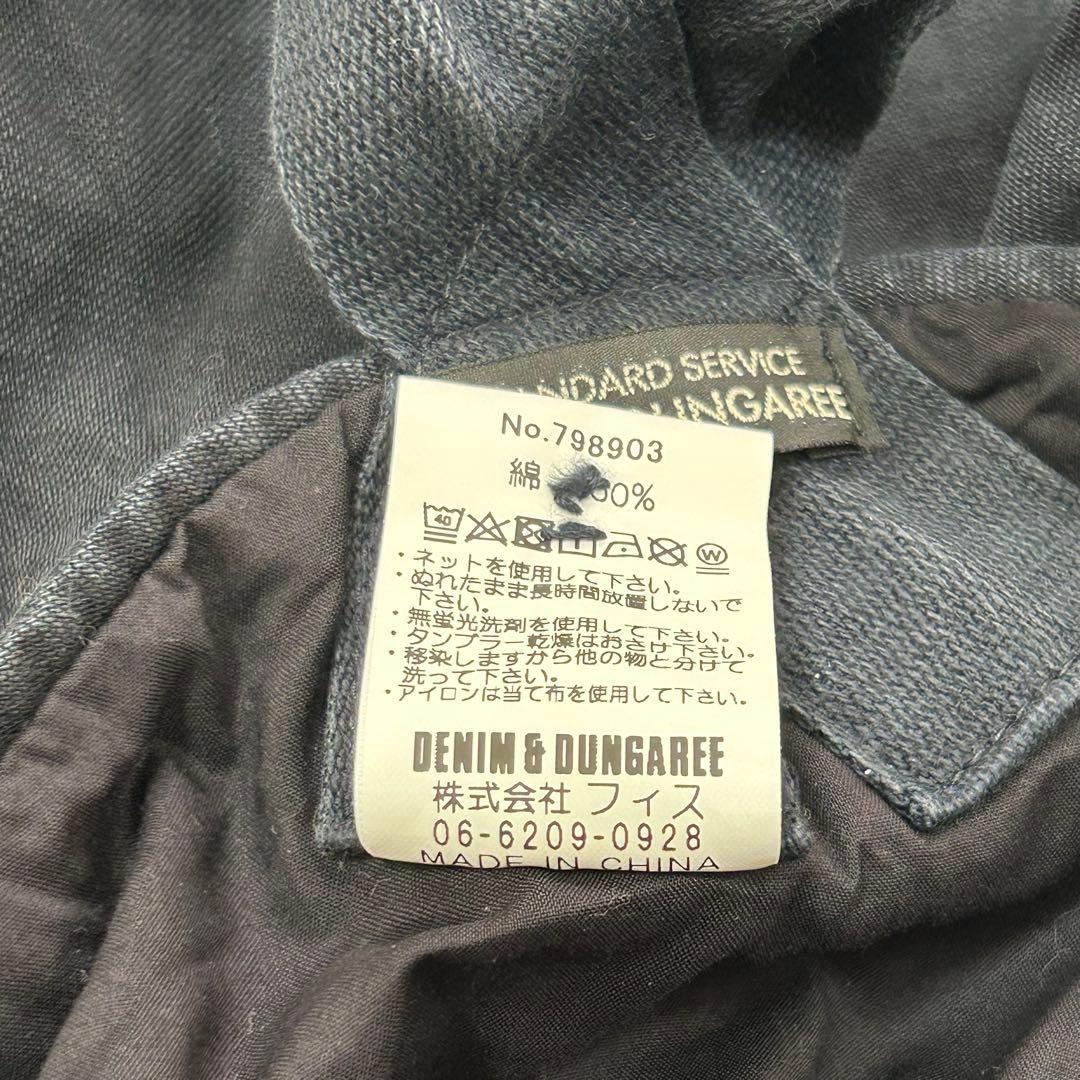 STANDARD SERVICE
DUNGAREE
No.798903
綿 100%
40 W
・ネットを使用して下さい。
・ぬれたまま長時間放置しないで
下さい。
・無蛍光洗剤を使用して下さい。
・タンブラー乾燥はおさけ下さい。
・移染しますから他の物と分けて
洗って下さい。
・アイロンは当て布を使用して下さい。
DENIM & DUNGAREE
株式会社 フィス
06-6209-0928
MADE IN CHINA